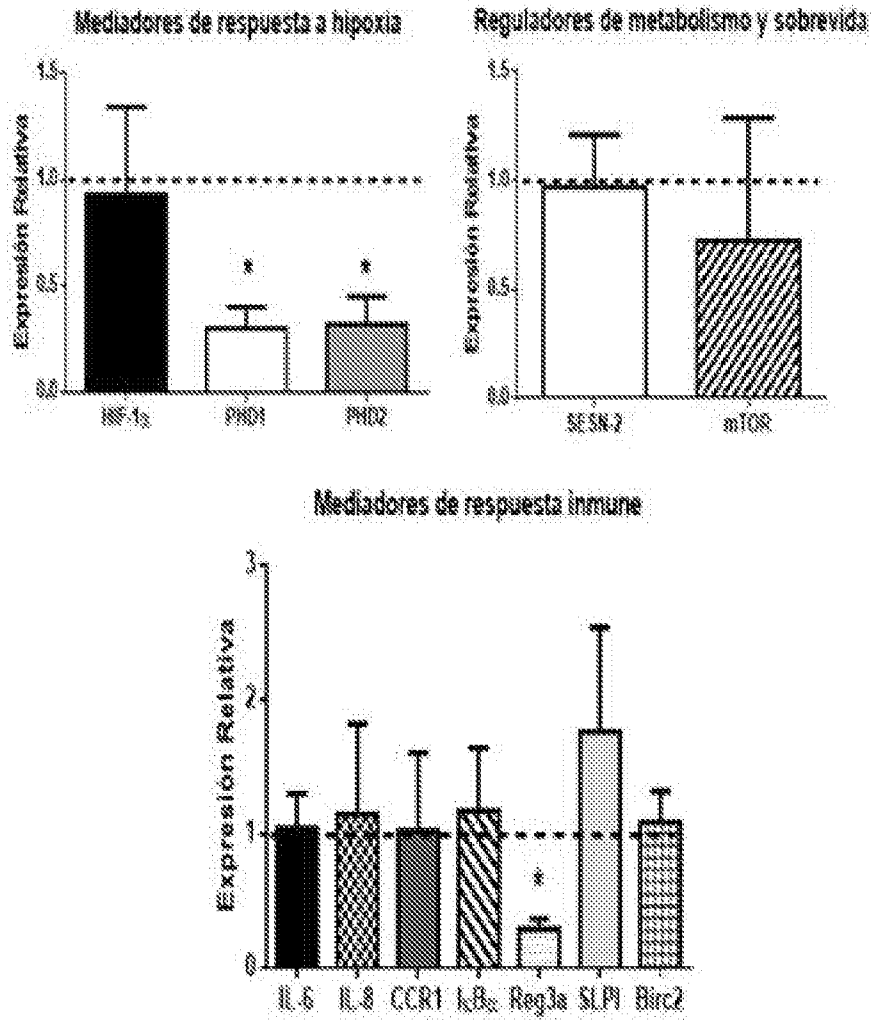 Mediadores de respuesta a hipoxia
Expresión Relativa
1.5
1.0
0.5
0.0
*
*
HIF-1α
PHD1
PHD2
Reguladores de metabolismo y sobrevida
Expresión Relativa
1.5
1.0
0.5
0.0
SESN-2
mTOR
Mediadores de respuesta inmune
Expresión Relativa
3
2
1
0
*
IL-6 IL-8 CCR1 IκBα Reg3a SLPI Birc2